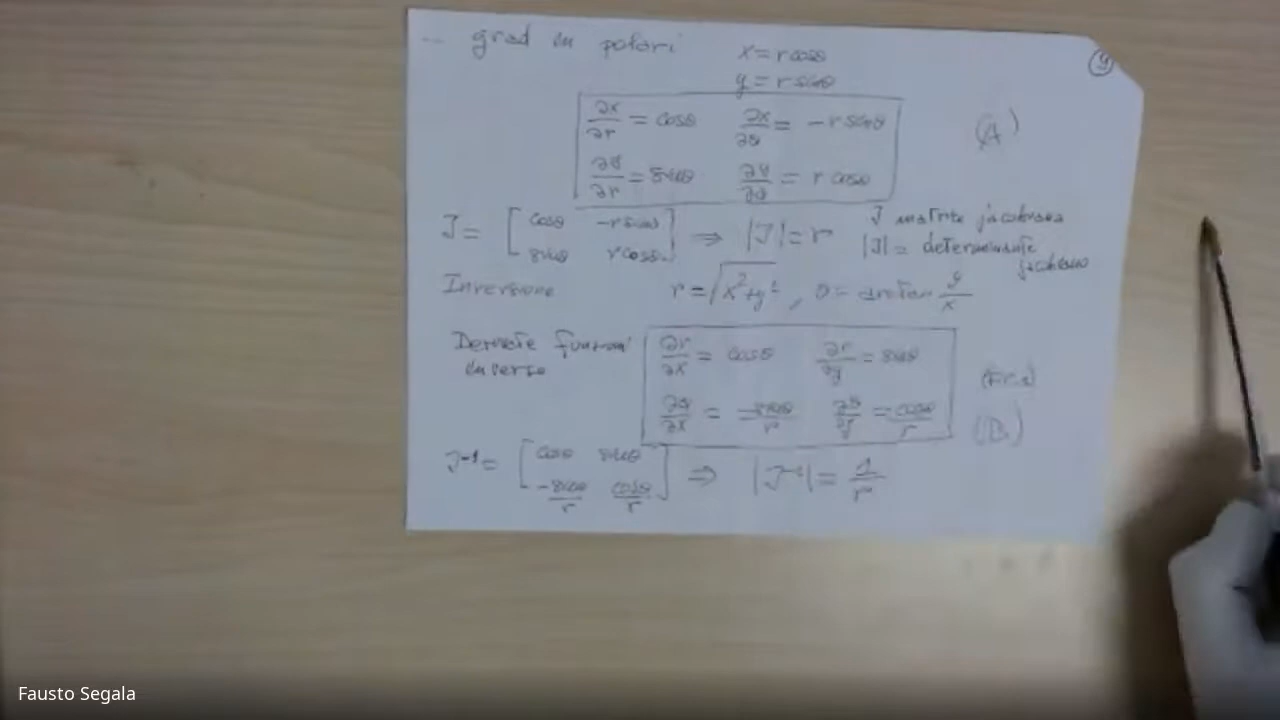 — grad in polari
x = r cosθ
y = r sinθ
9
∂x/∂r = cosθ   ∂x/∂θ = -r sinθ
(A)
∂y/∂r = sinθ   ∂y/∂θ = r cosθ
J = [ cosθ  -r sinθ
sinθ  r cosθ ] ⇒ |J| = r
J matrice jacobiana
|J| = determinante
jacobiano
Inversione   r = √(x²+y²) , θ = arctan y/x
Derivate funzioni
inverse
∂r/∂x = cosθ   ∂r/∂y = sinθ
∂θ/∂x = -sinθ/r   ∂θ/∂y = cosθ/r
(B)
J⁻¹ = [ cosθ  sinθ
-sinθ/r  cosθ/r ] ⇒ |J⁻¹| = 1/r
Fausto Segala